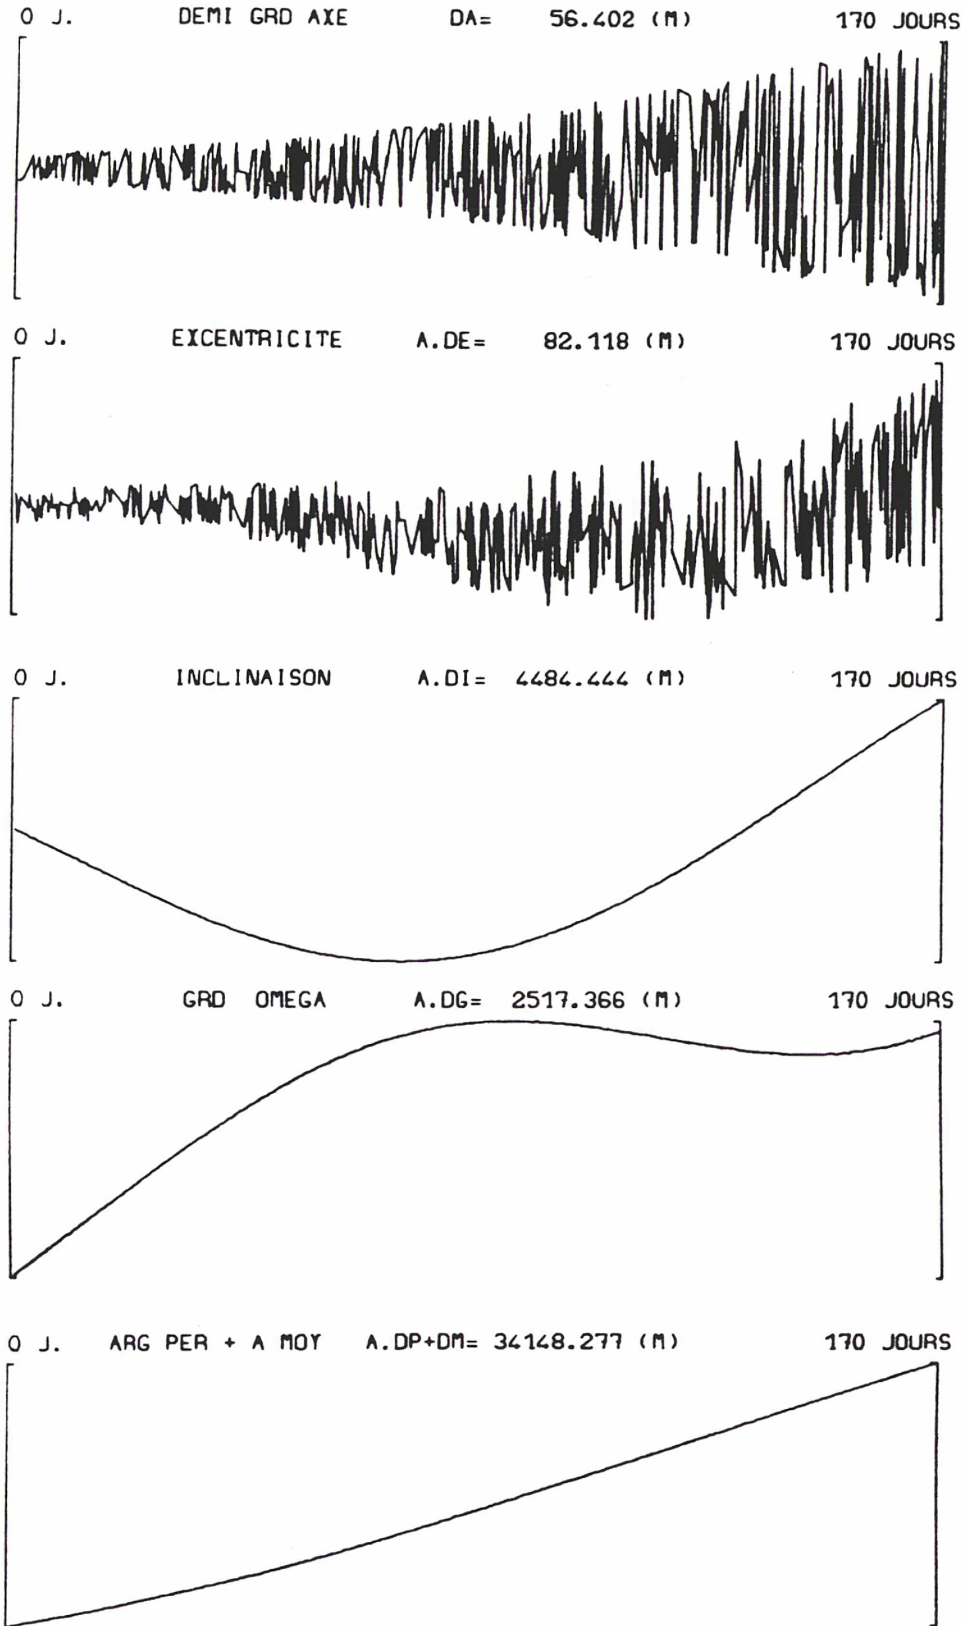 0 J. DEMI GRD AXE DA= 56.402 (M) 170 JOURS
0 J. EXCENTRICITE A.DE= 82.118 (M) 170 JOURS
0 J. INCLINAISON A.DI= 4484.444 (M) 170 JOURS
0 J. GRD OMEGA A.DG= 2517.366 (M) 170 JOURS
0 J. ARG PER + A MOY A.DP+DM= 34148.277 (M) 170 JOURS